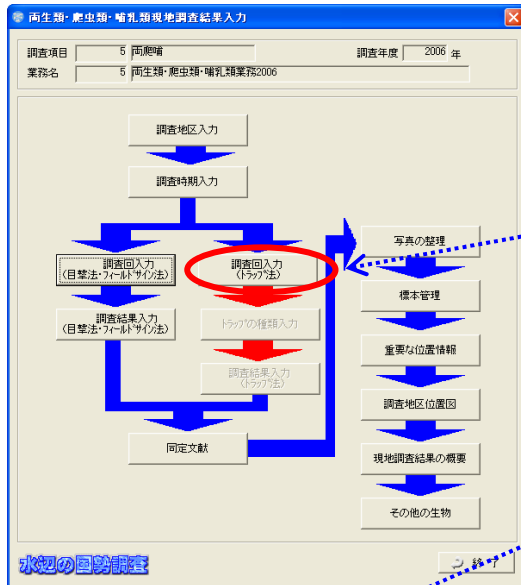 両生類・爬虫類・哺乳類現地調査結果入力
調査項目 5 両爬哺 調査年度 2006 年
業務名 5 両生類・爬虫類・哺乳類業務2006
調査地区入力
調査時期入力
調査回入力
(目撃法・フィールドサイン法)
調査回入力
(トラップ法)
調査結果入力
(目撃法・フィールドサイン法)
トラップの種類入力
調査結果入力
(トラップ法)
同定文献
写真の整理
標本管理
重要な位置情報
調査地区位置図
現地調査結果の概要
その他の生物
水辺の国勢調査
終了